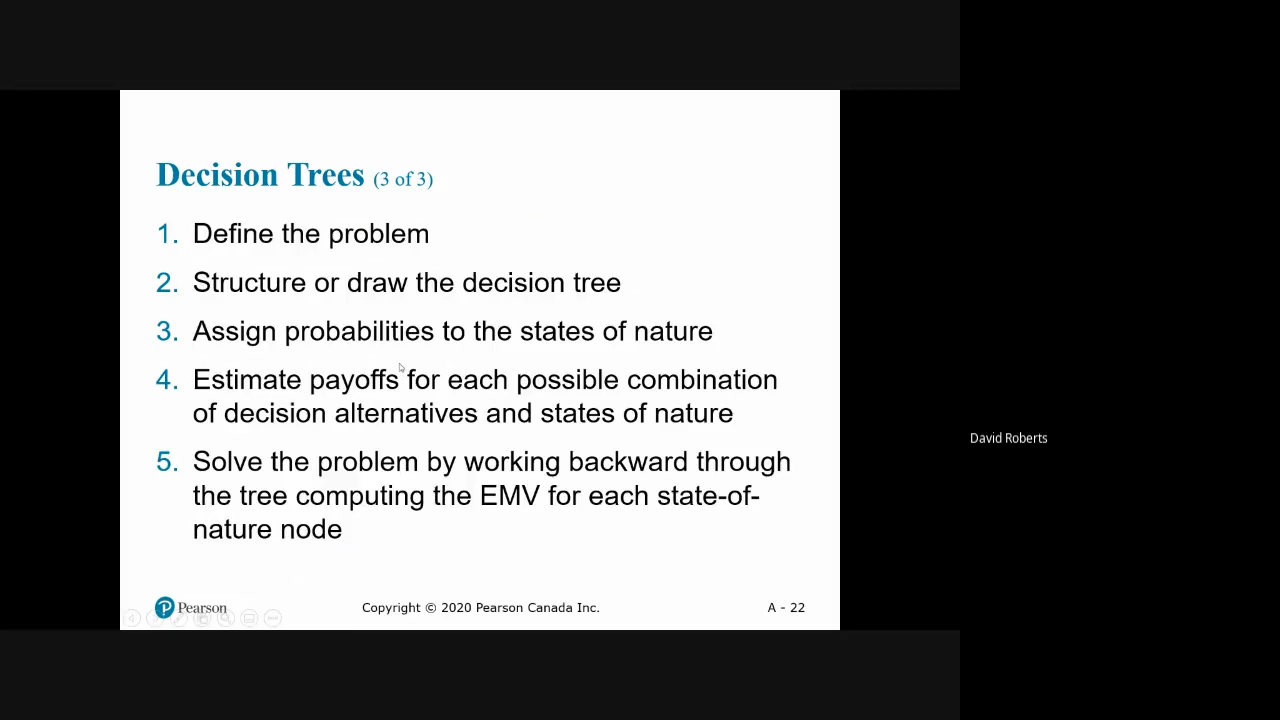 Decision Trees (3 of 3)
1. Define the problem
2. Structure or draw the decision tree
3. Assign probabilities to the states of nature
4. Estimate payoffs for each possible combination
of decision alternatives and states of nature
5. Solve the problem by working backward through
the tree computing the EMV for each state-of-
nature node
David Roberts
Pearson
Copyright © 2020 Pearson Canada Inc.
A - 22